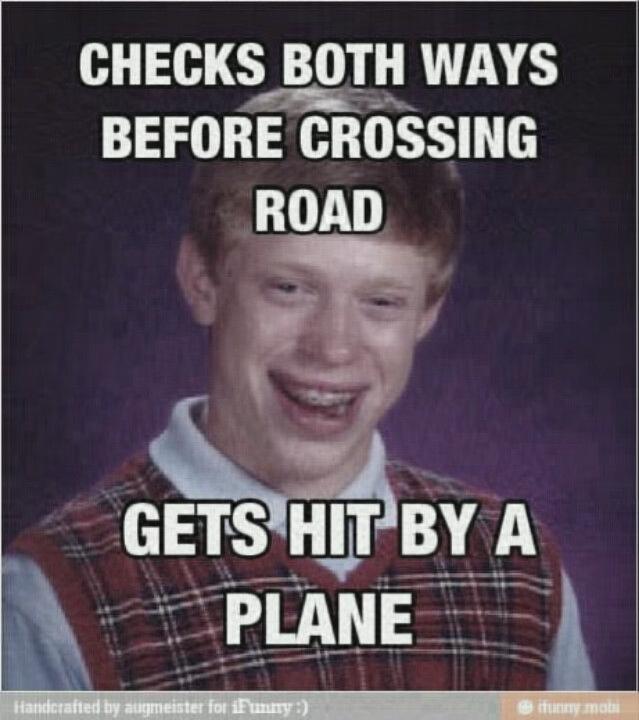 CHECKS BOTH WAYS
BEFORE CROSSING
ROAD
GETS HIT BY A
PLANE
Handcrafted by augmeister for iFunny :)
ifunny.mobi